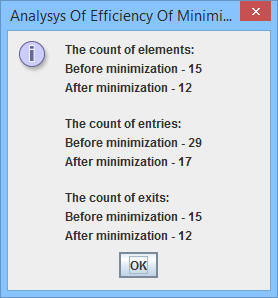 Analysys Of Efficiency Of Minimi...
The count of elements:
Before minimization - 15
After minimization - 12
The count of entries:
Before minimization - 29
After minimization - 17
The count of exits:
Before minimization - 15
After minimization - 12
OK